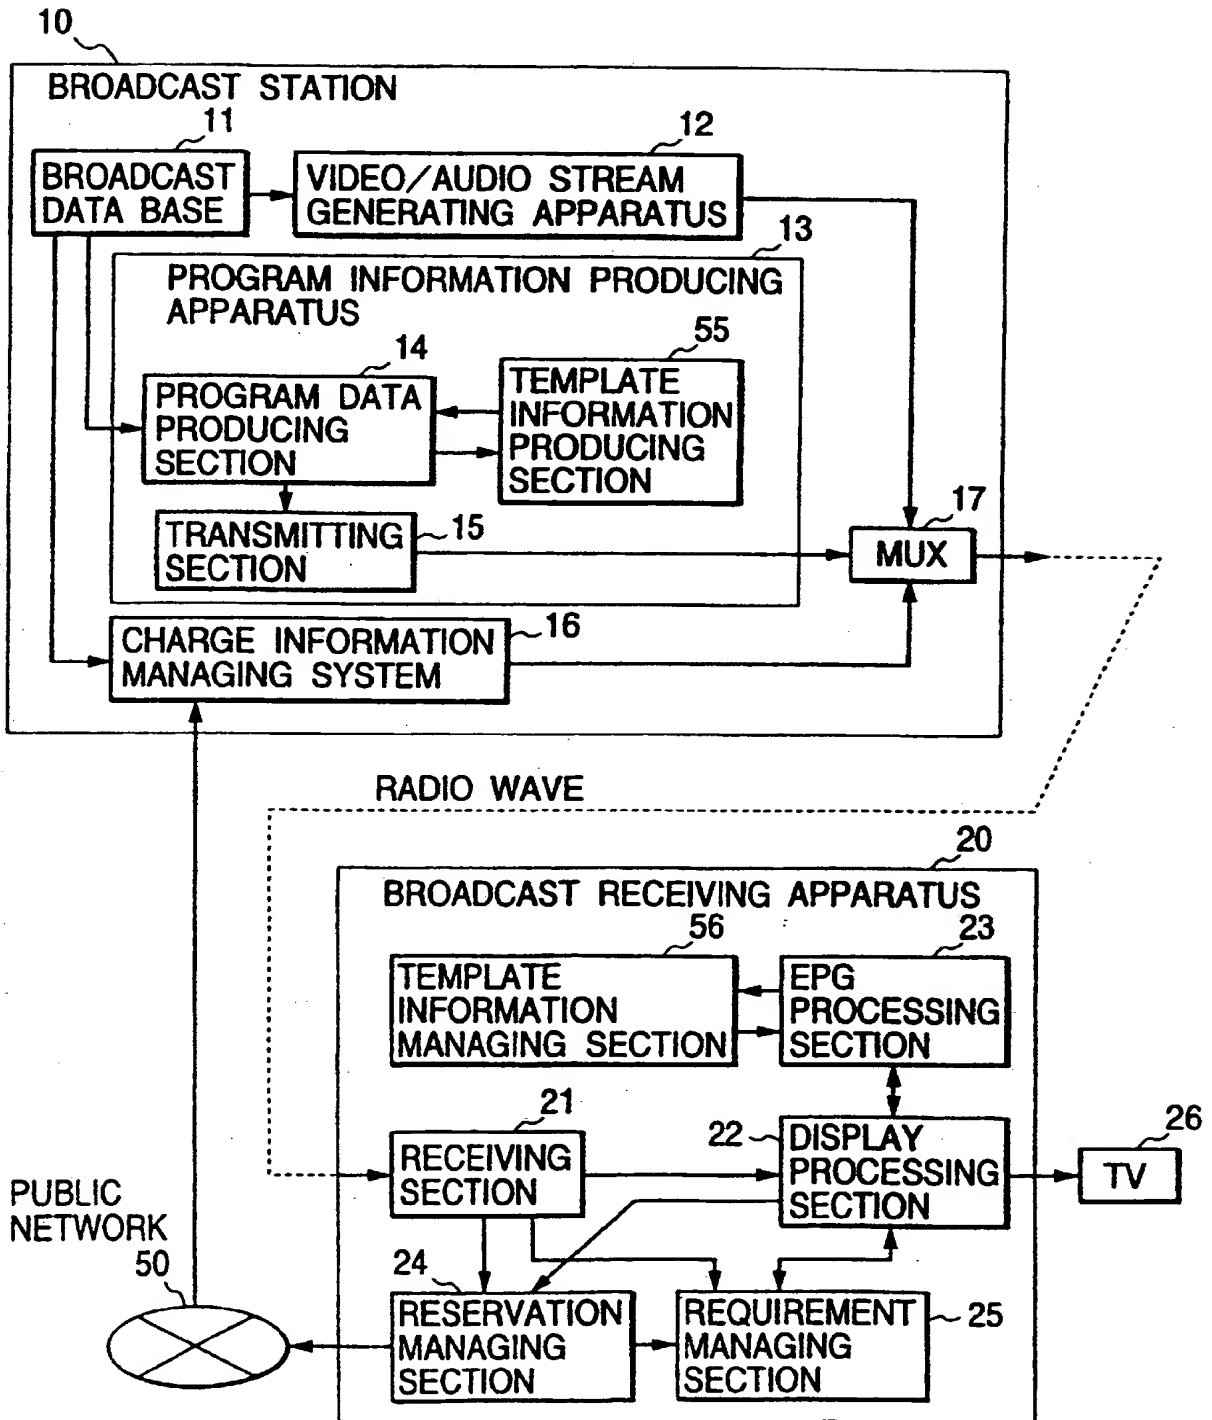 10
BROADCAST STATION
11
12
BROADCAST
DATA BASE
VIDEO/AUDIO STREAM
GENERATING APPARATUS
13
PROGRAM INFORMATION PRODUCING
APPARATUS
14
55
PROGRAM DATA
PRODUCING
SECTION
TEMPLATE
INFORMATION
PRODUCING
SECTION
TRANSMITTING
SECTION
15
17
MUX
CHARGE INFORMATION
MANAGING SYSTEM
16
RADIO WAVE
20
BROADCAST RECEIVING APPARATUS
56
23
TEMPLATE
INFORMATION
MANAGING SECTION
EPG
PROCESSING
SECTION
21
22
26
RECEIVING
SECTION
DISPLAY
PROCESSING
SECTION
TV
PUBLIC
NETWORK
50
24
RESERVATION
MANAGING
SECTION
REQUIREMENT
MANAGING
SECTION
25